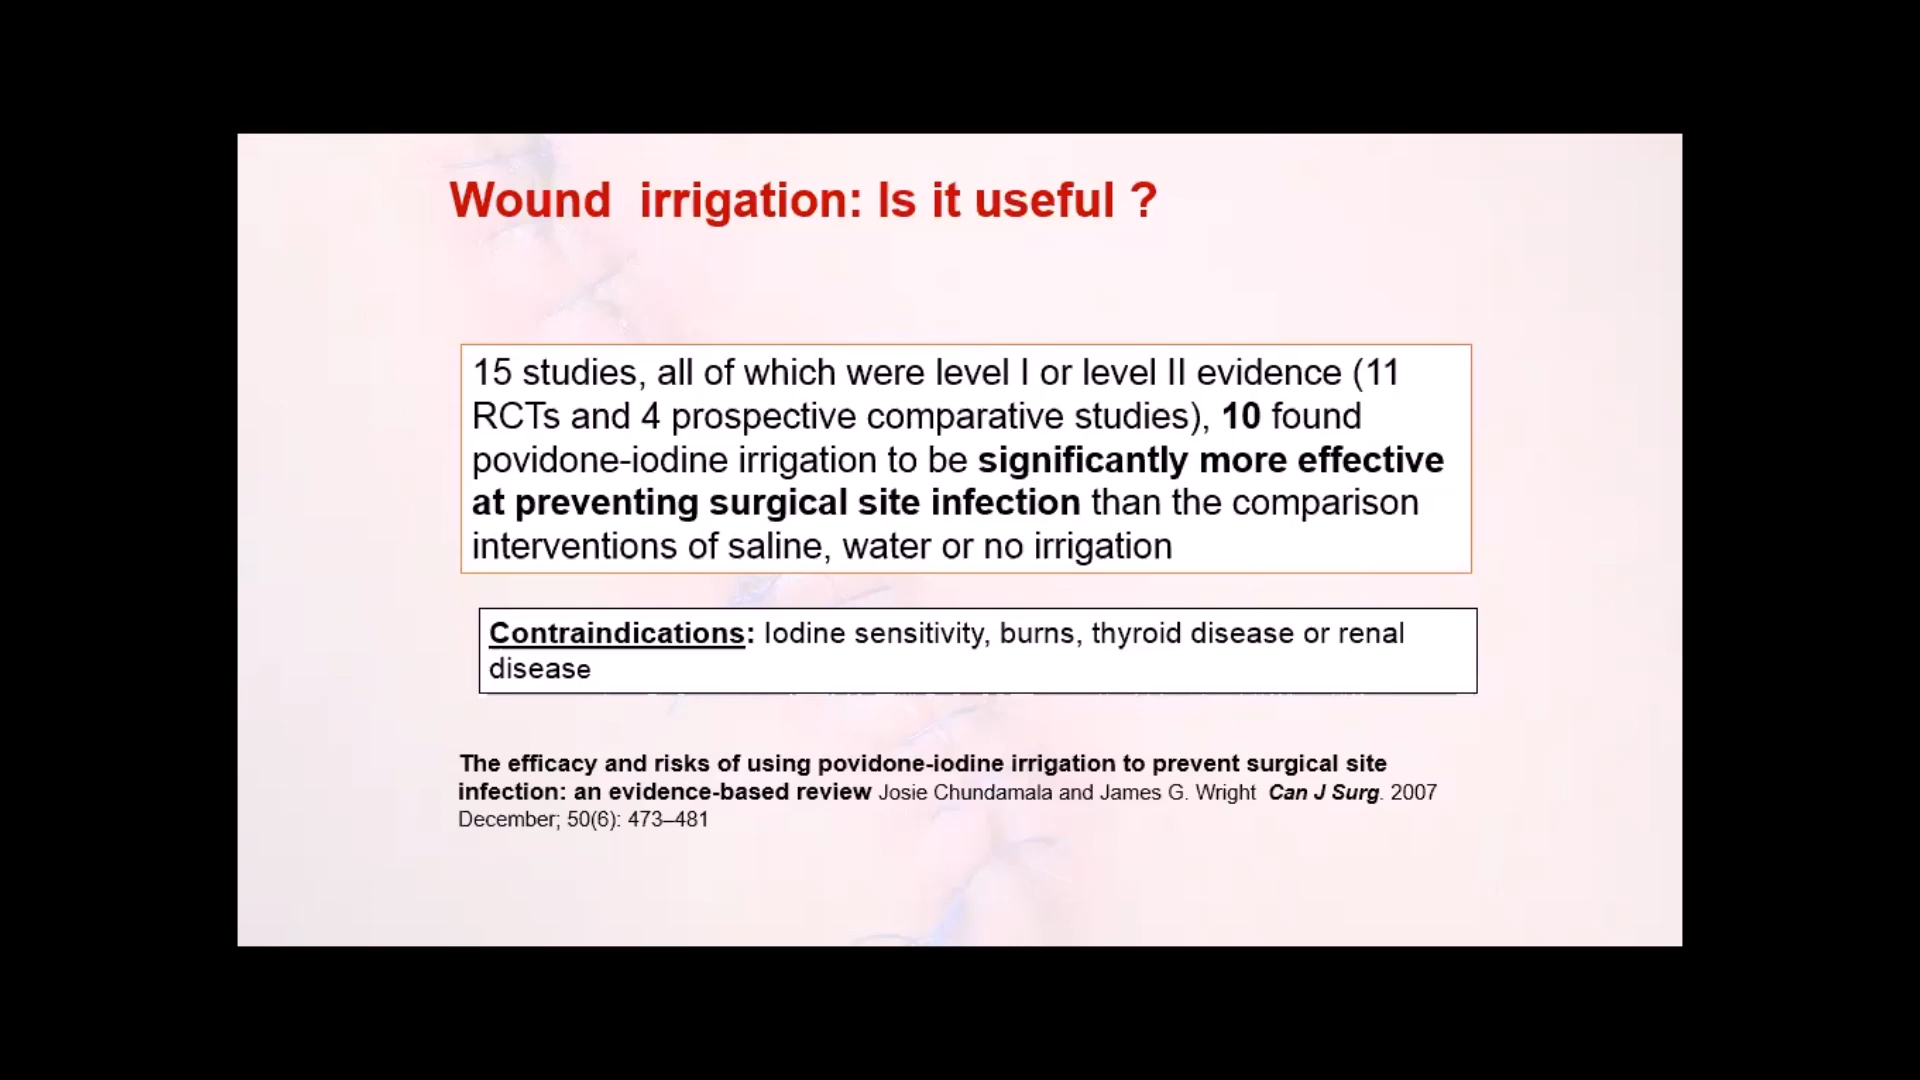 Wound irrigation: Is it useful ?
15 studies, all of which were level I or level II evidence (11
RCTs and 4 prospective comparative studies), 10 found
povidone-iodine irrigation to be significantly more effective
at preventing surgical site infection than the comparison
interventions of saline, water or no irrigation
Contraindications: Iodine sensitivity, burns, thyroid disease or renal
disease
The efficacy and risks of using povidone-iodine irrigation to prevent surgical site
infection: an evidence-based review Josie Chundamala and James G. Wright Can J Surg. 2007
December; 50(6): 473–481